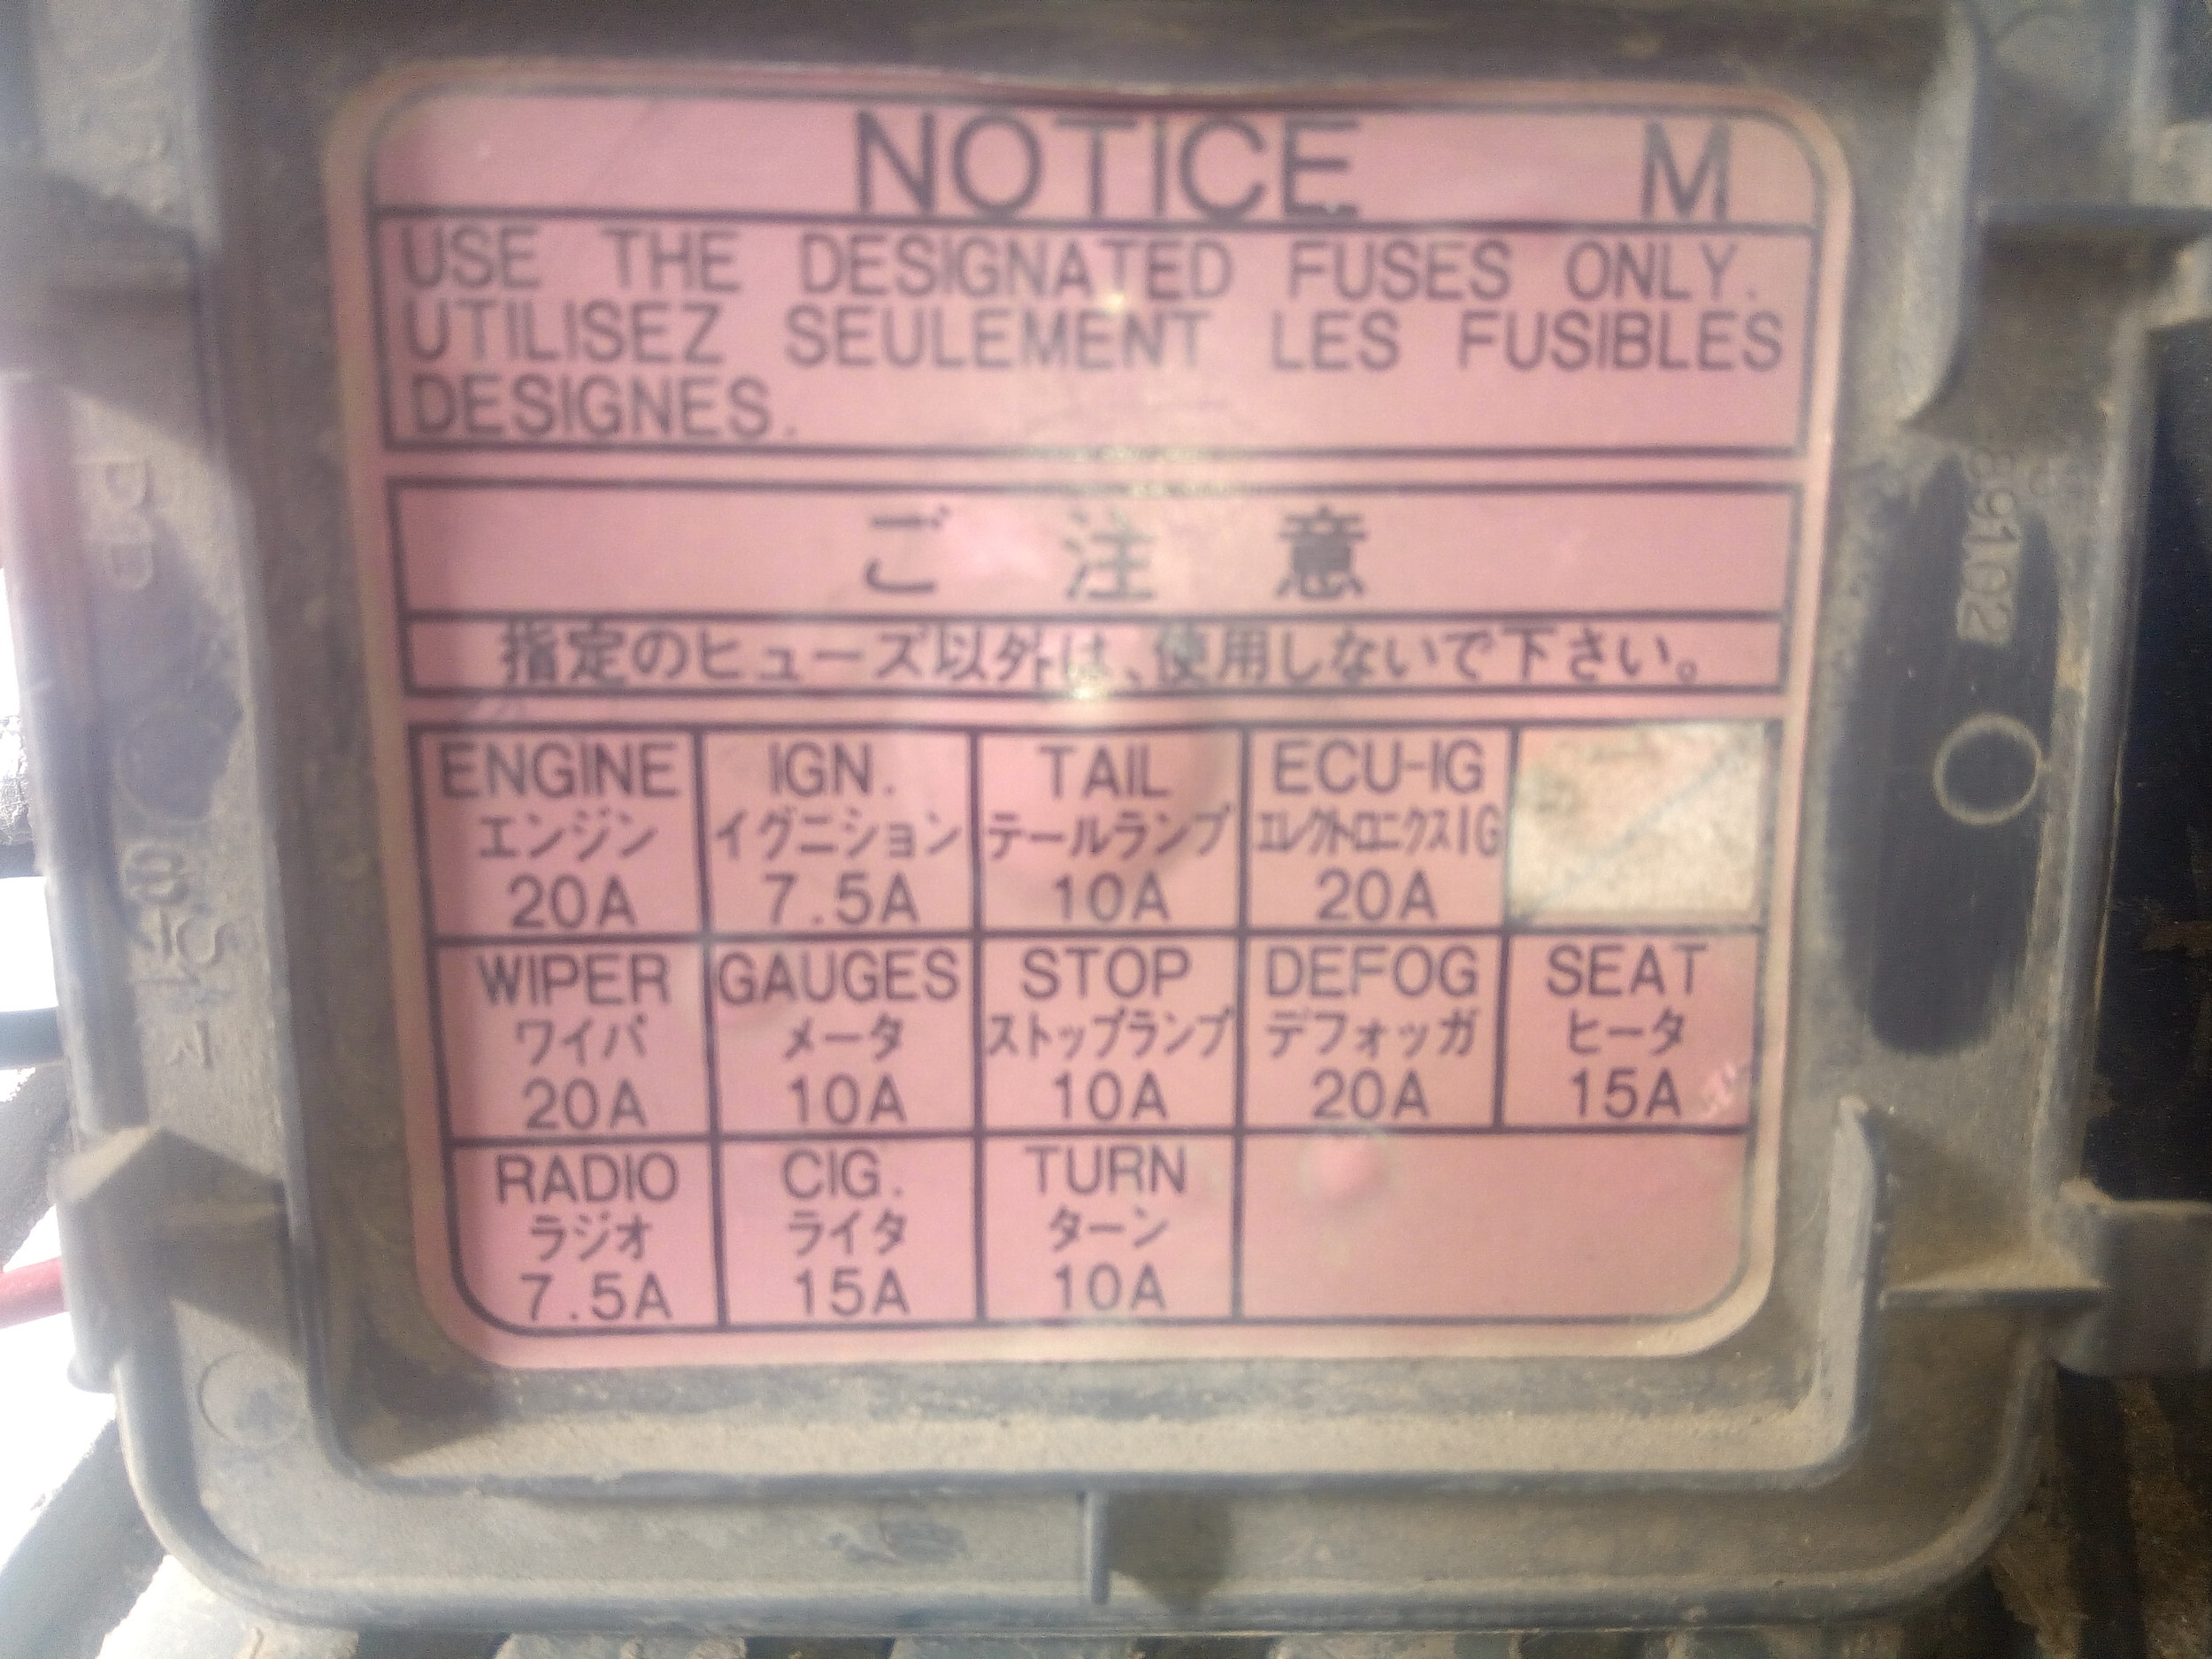 NOTICE M
USE THE DESIGNATED FUSES ONLY.
UTILISEZ SEULEMENT LES FUSIBLES
DESIGNES.
ご注意
指定のヒューズ以外は、使用しないで下さい。
ENGINE
エンジン
20A
IGN.
イグニション
7.5A
TAIL
テールランプ
10A
ECU-IG
エレクトロニクスIG
20A
WIPER
ワイパ
20A
GAUGES
メータ
10A
STOP
ストップランプ
10A
DEFOG
デフォッガ
20A
SEAT
ヒータ
15A
RADIO
ラジオ
7.5A
CIG.
ライタ
15A
TURN
ターン
10A